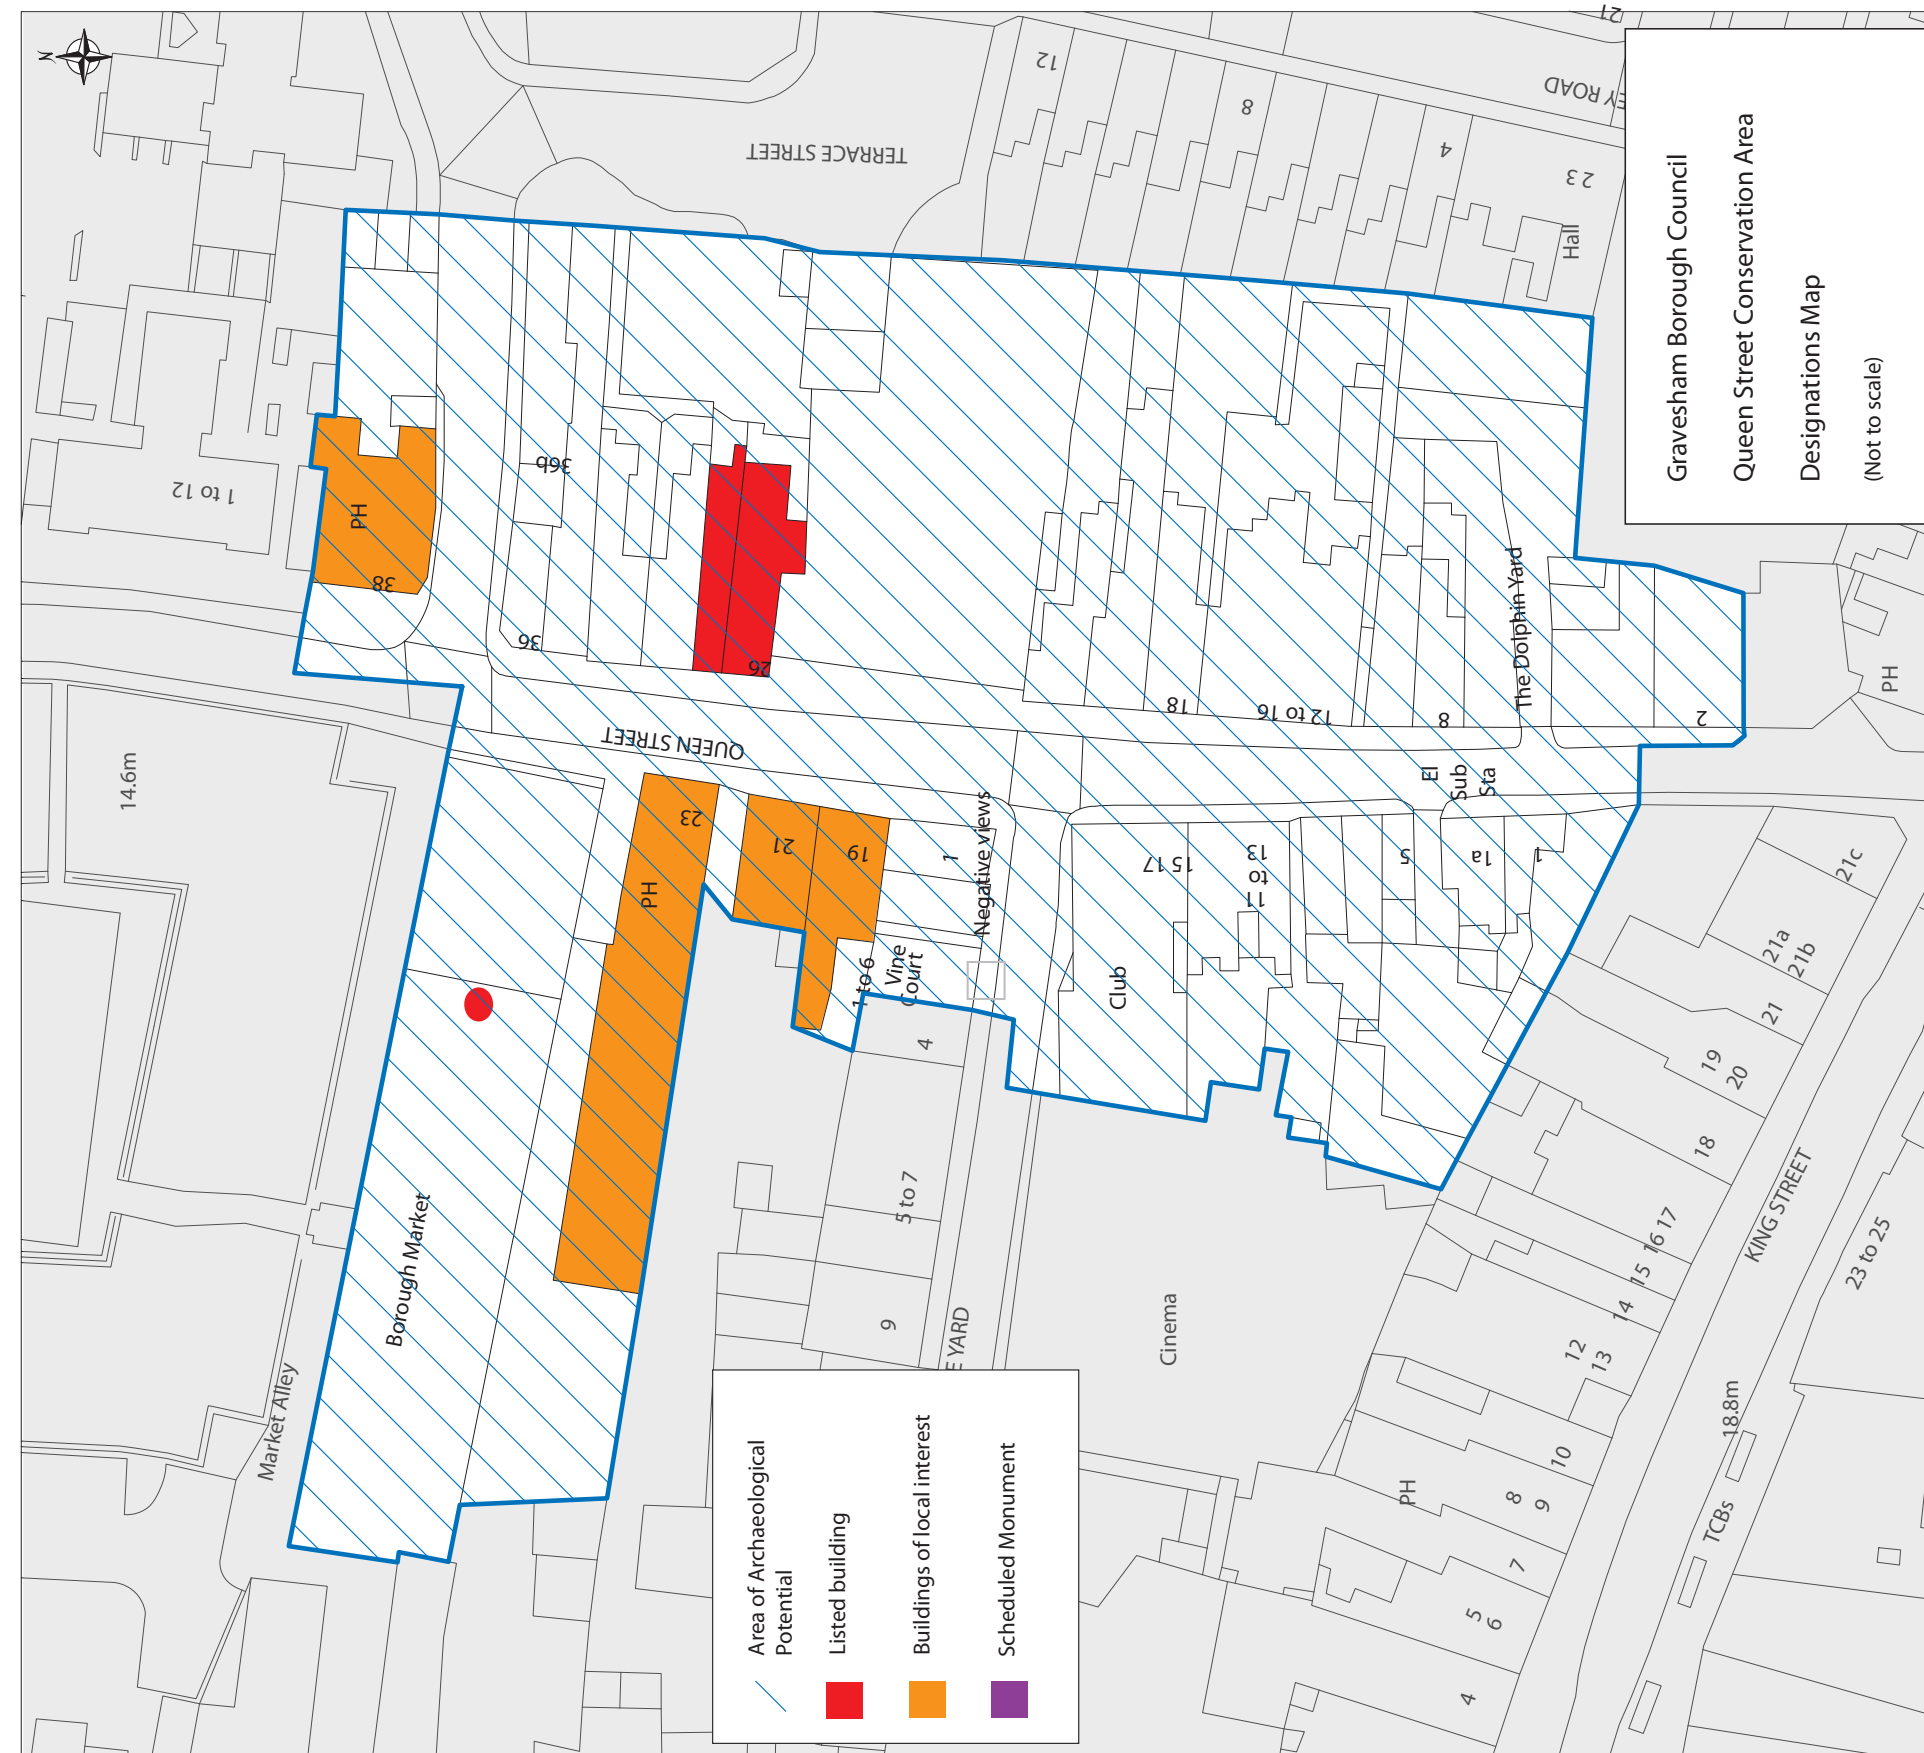 Gravesham Borough Council
Queen Street Conservation Area
Designations Map
(Not to scale)
Area of Archaeological
Potential
Listed building
Buildings of local interest
Scheduled Monument
N
TERRACE STREET
12
8
4
2 3
21
EY ROAD
Hall
1 to 12
PH
38
36b
36
26
14.6m
QUEEN STREET
18
12 to 16
8
The Dolphin Yard
2
PH
El
Sub
Sta
23
PH
21
19
1
Negative views
1 to 6
Vine
Court
15 17
13
to
11
5
1a
1
Club
4
5 to 7
9
E YARD
Cinema
Borough Market
Market Alley
21c
21a
21b
21
19
20
18
KING STREET
16 17
15
14
12
13
23 to 25
18.8m
10
PH
8
9
7
TCBs
5
6
4